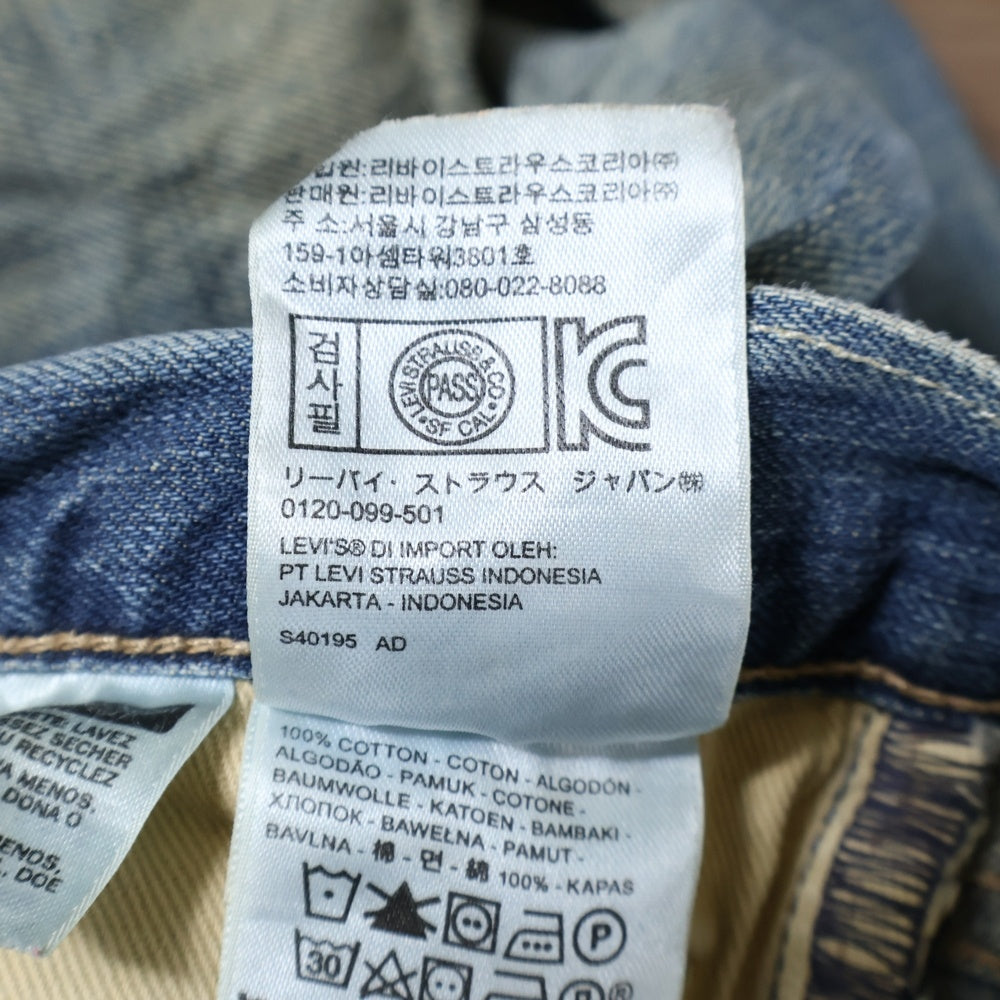 입원:리바이스트라우스코리아㈜
판매원:리바이스트라우스코리아㈜
주 소:서울시 강남구 삼성동
159-1아셈타워3801호
소비자상담실:080-022-8088
검사필
LEVI STRAUSS & CO
PASS
SF CAL
KC
リーバイ・ストラウス ジャパン㈱
0120-099-501
LEVI'S® DI IMPORT OLEH:
PT LEVI STRAUSS INDONESIA
JAKARTA - INDONESIA
S40195 AD
LAVEZ
SECHER
RECYCLEZ
MENOS,
DONA O
DOE
100% COTTON - COTON - ALGODÓN -
ALGODÃO - PAMUK - COTONE -
BAUMWOLLE - KATOEN - BAMBAKI -
ХЛОПОК - BAWEŁNA - PAMUT -
BAVLNA - 棉 - 면 - 綿 100% - KAPAS
P
30